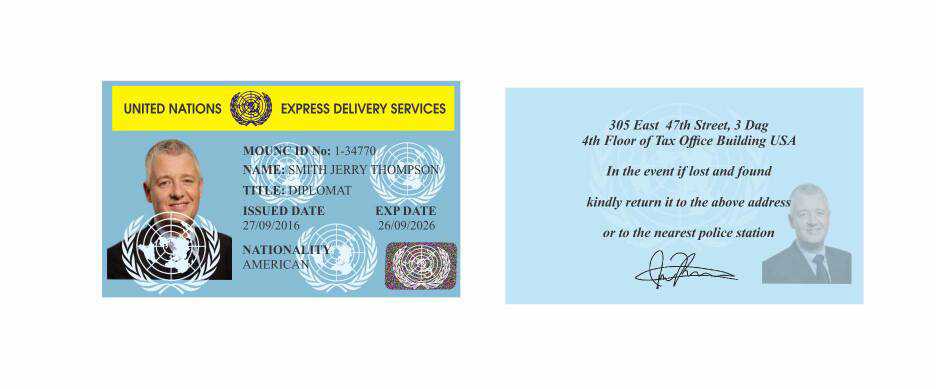 UNITED NATIONS EXPRESS DELIVERY SERVICES
MOUNC ID No: 1-34770
NAME: SMITH JERRY THOMPSON
TITLE: DIPLOMAT
ISSUED DATE EXP DATE
27/09/2016 26/09/2026
NATIONALITY
AMERICAN
305 East 47th Street, 3 Dag
4th Floor of Tax Office Building USA
In the event if lost and found
kindly return it to the above address
or to the nearest police station